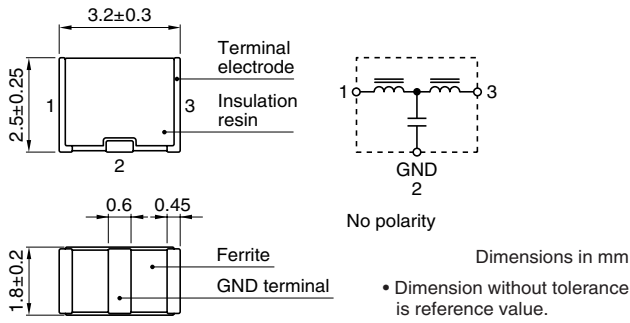 3.2±0.3
2.5±0.25
1
3
2
Terminal
electrode
Insulation
resin
1
3
GND
2
No polarity
0.6
0.45
1.8±0.2
Ferrite
GND terminal
Dimensions in mm
• Dimension without tolerance
is reference value.